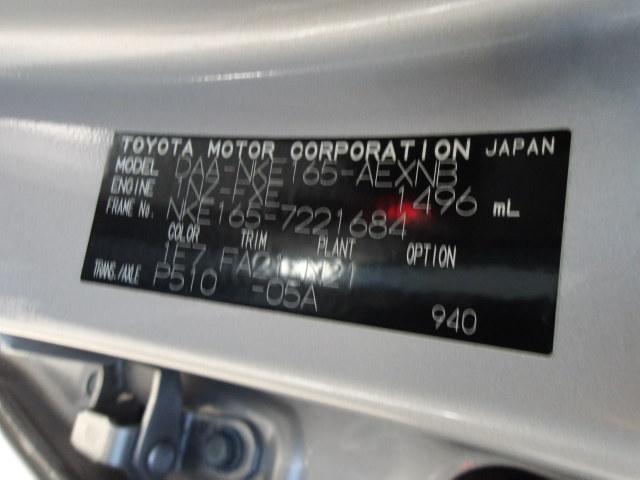 TOYOTA MOTOR CORPORATION JAPAN
MODEL DAA-NKE165-AEXNB
ENGINE 1NZ-FXE 1496 mL
FRAME No. NKE165-7221684
COLOR TRIM PLANT OPTION
1E7 FA21
TRANS./AXLE P510 -05A
940